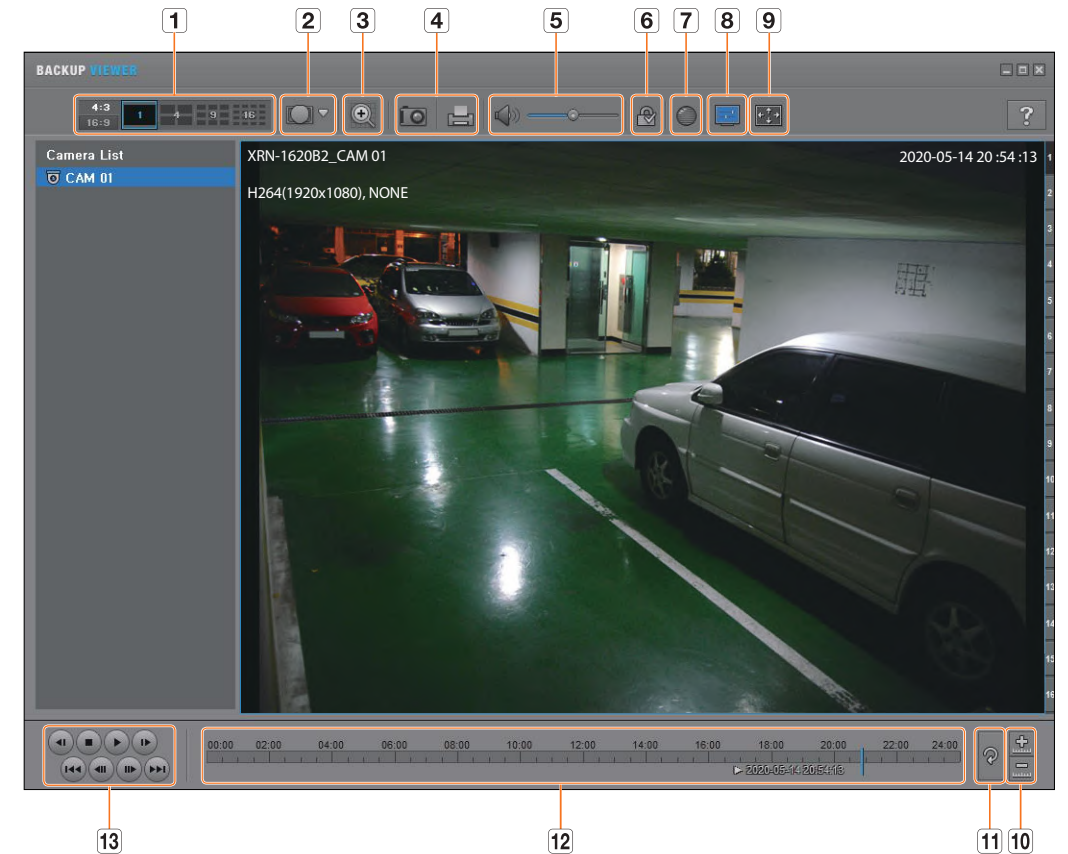 1 2 3 4 5 6 7 8 9
BACKUP VIEWER
4:3
16:9
1 4 9 16
?
Camera List
CAM 01
XRN-1620B2_CAM 01
2020-05-14 20 :54 :13
H264(1920x1080), NONE
1
2
3
4
5
6
7
8
9
10
11
12
13
14
15
16
00:00 02:00 04:00 06:00 08:00 10:00 12:00 14:00 16:00 18:00 20:00 22:00 24:00
2020-05-14 20:54:13
13 12 11 10